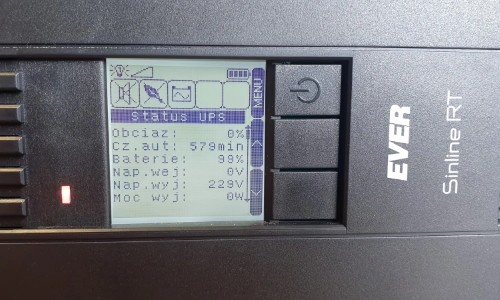 Status UPS
Obciaz: 0%
Cz.aut: 579min
Baterie: 99%
Nap.wej: 0V
Nap.wyj: 229V
Moc wyj: 0W
MENU
EVER
Sinline RT